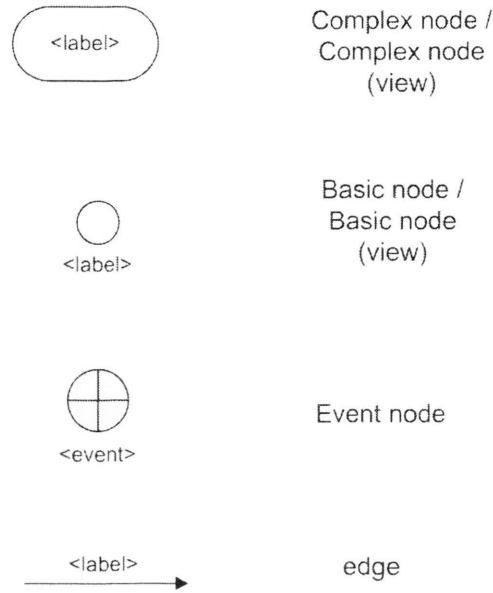 <label>
Complex node /
Complex node
(view)
Basic node /
Basic node
(view)
<label>
Event node
<event>
<label>
edge